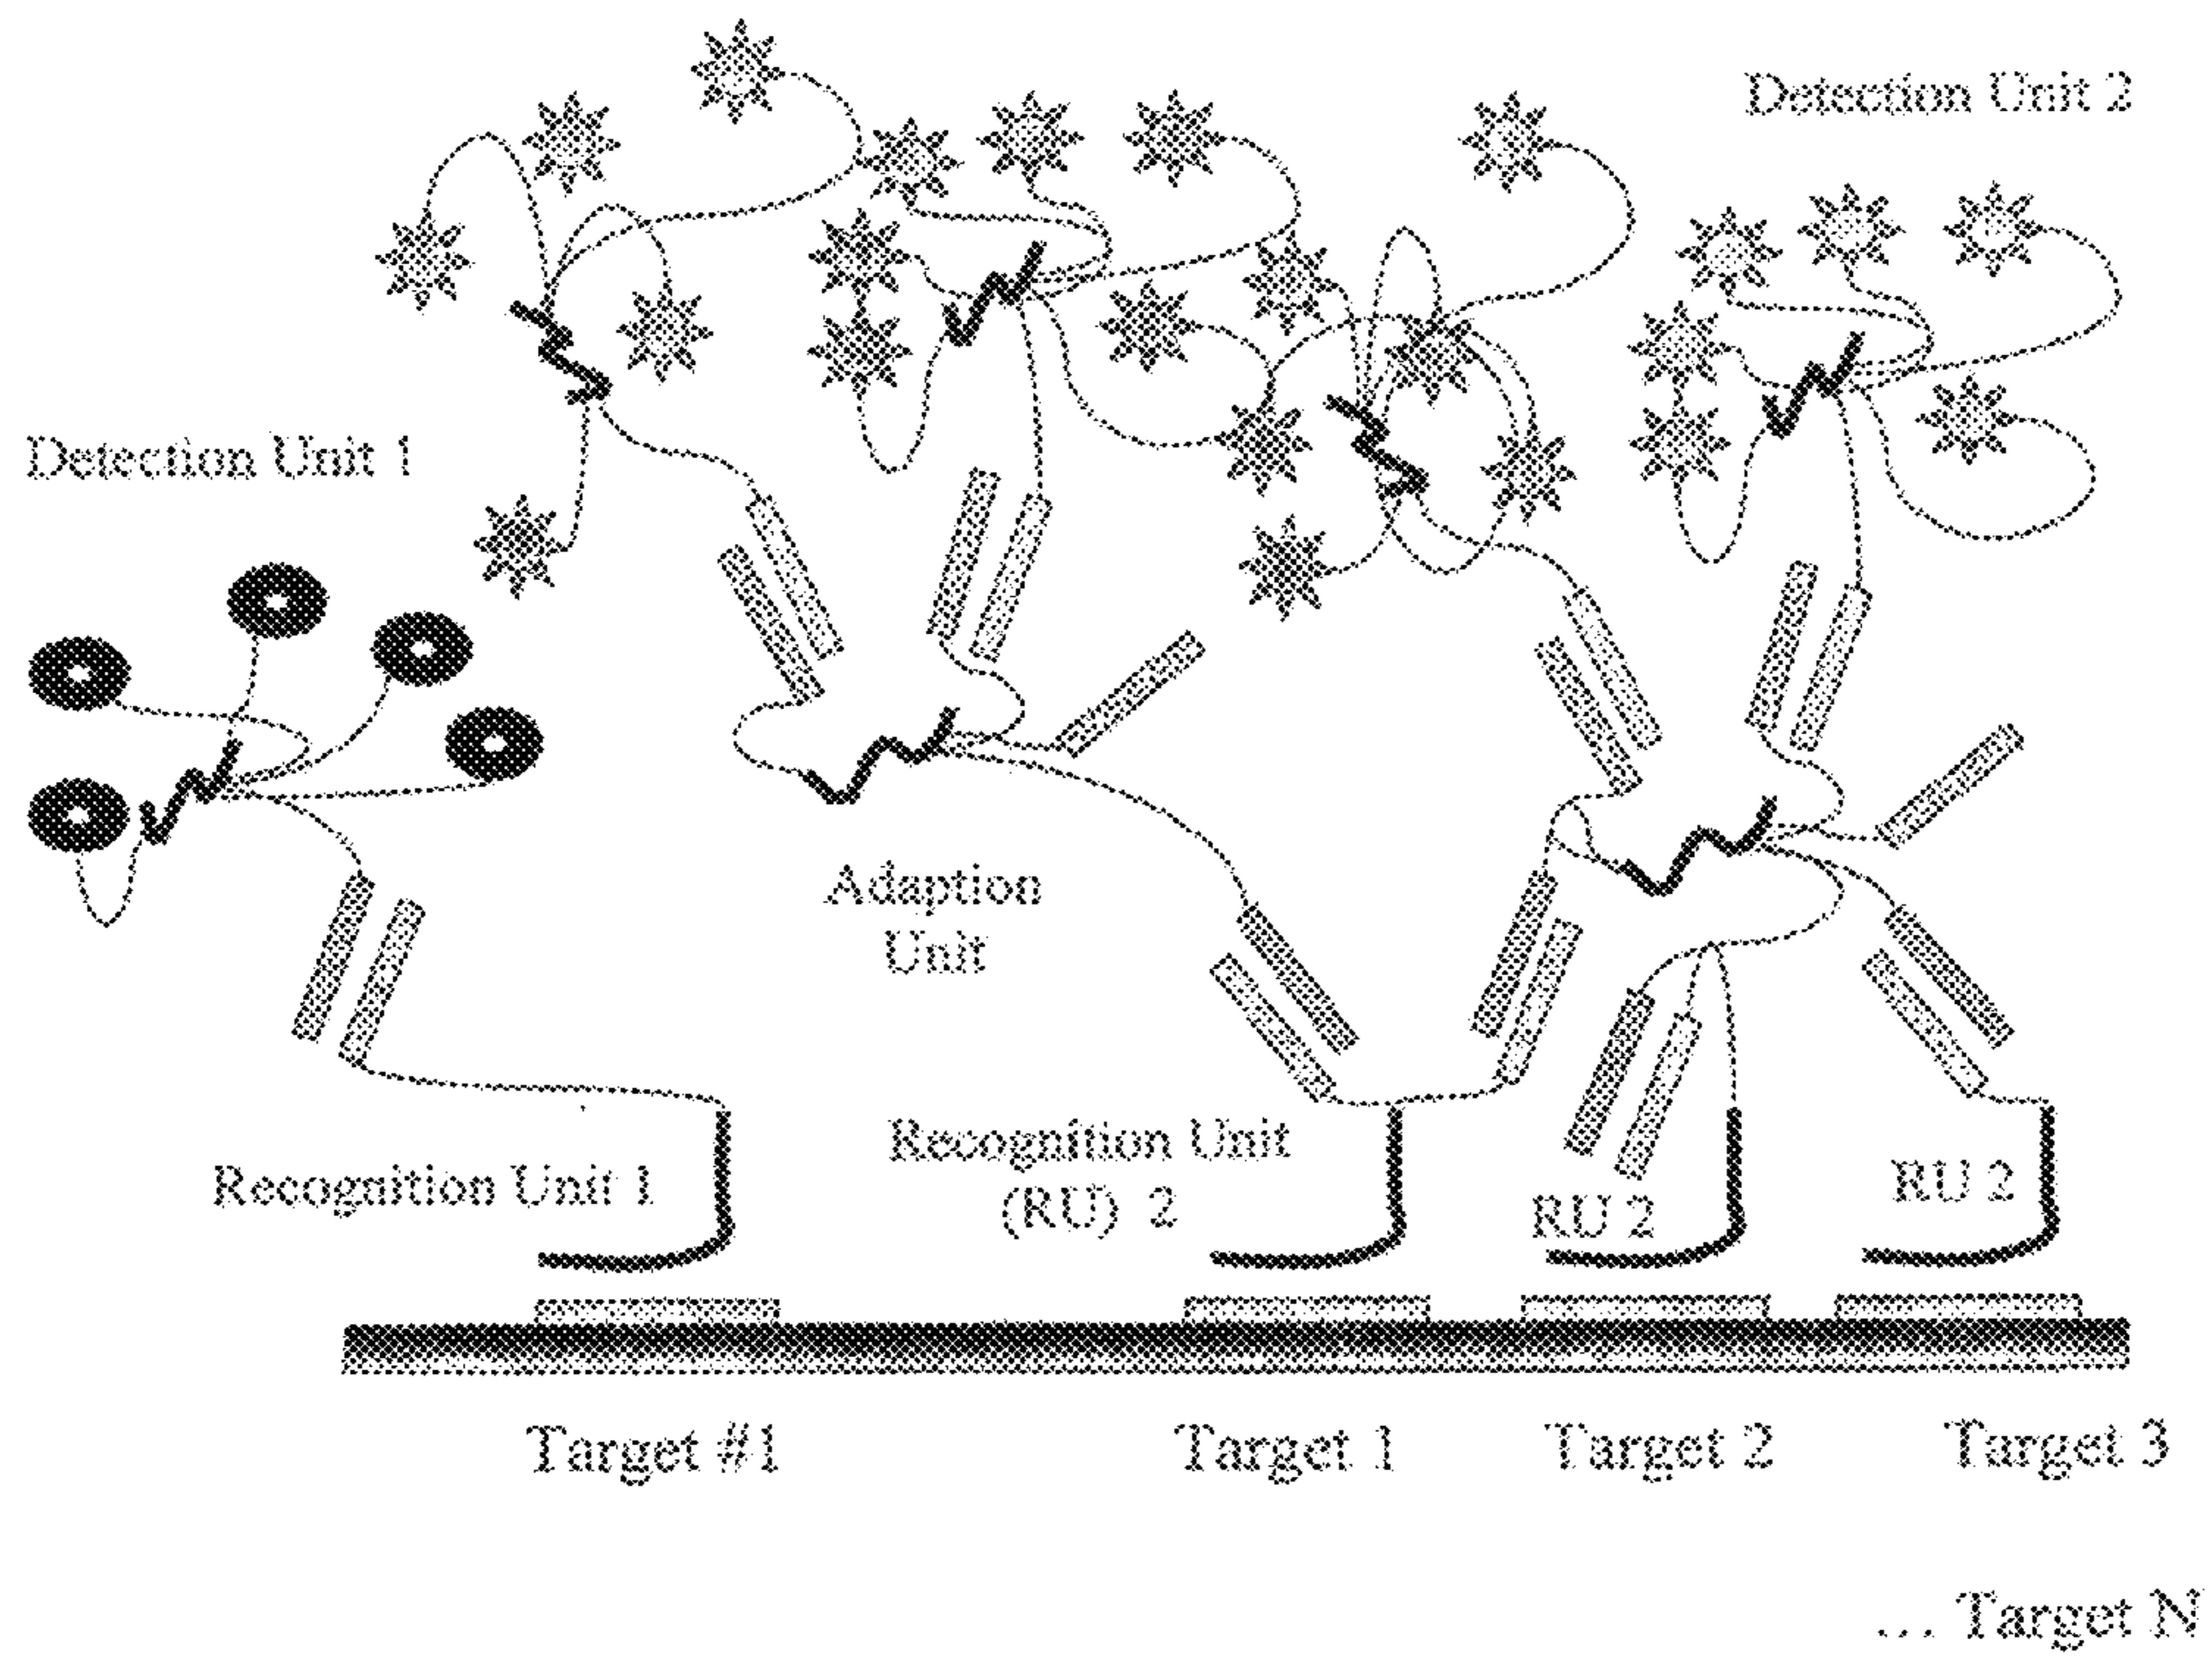 Detection Unit 2
Detection Unit 1
Adaption
Unit
Recognition Unit 1
Recognition Unit
(RU) 2
RU 2
RU 2
Target #1
Target 1
Target 2
Target 3
... Target N